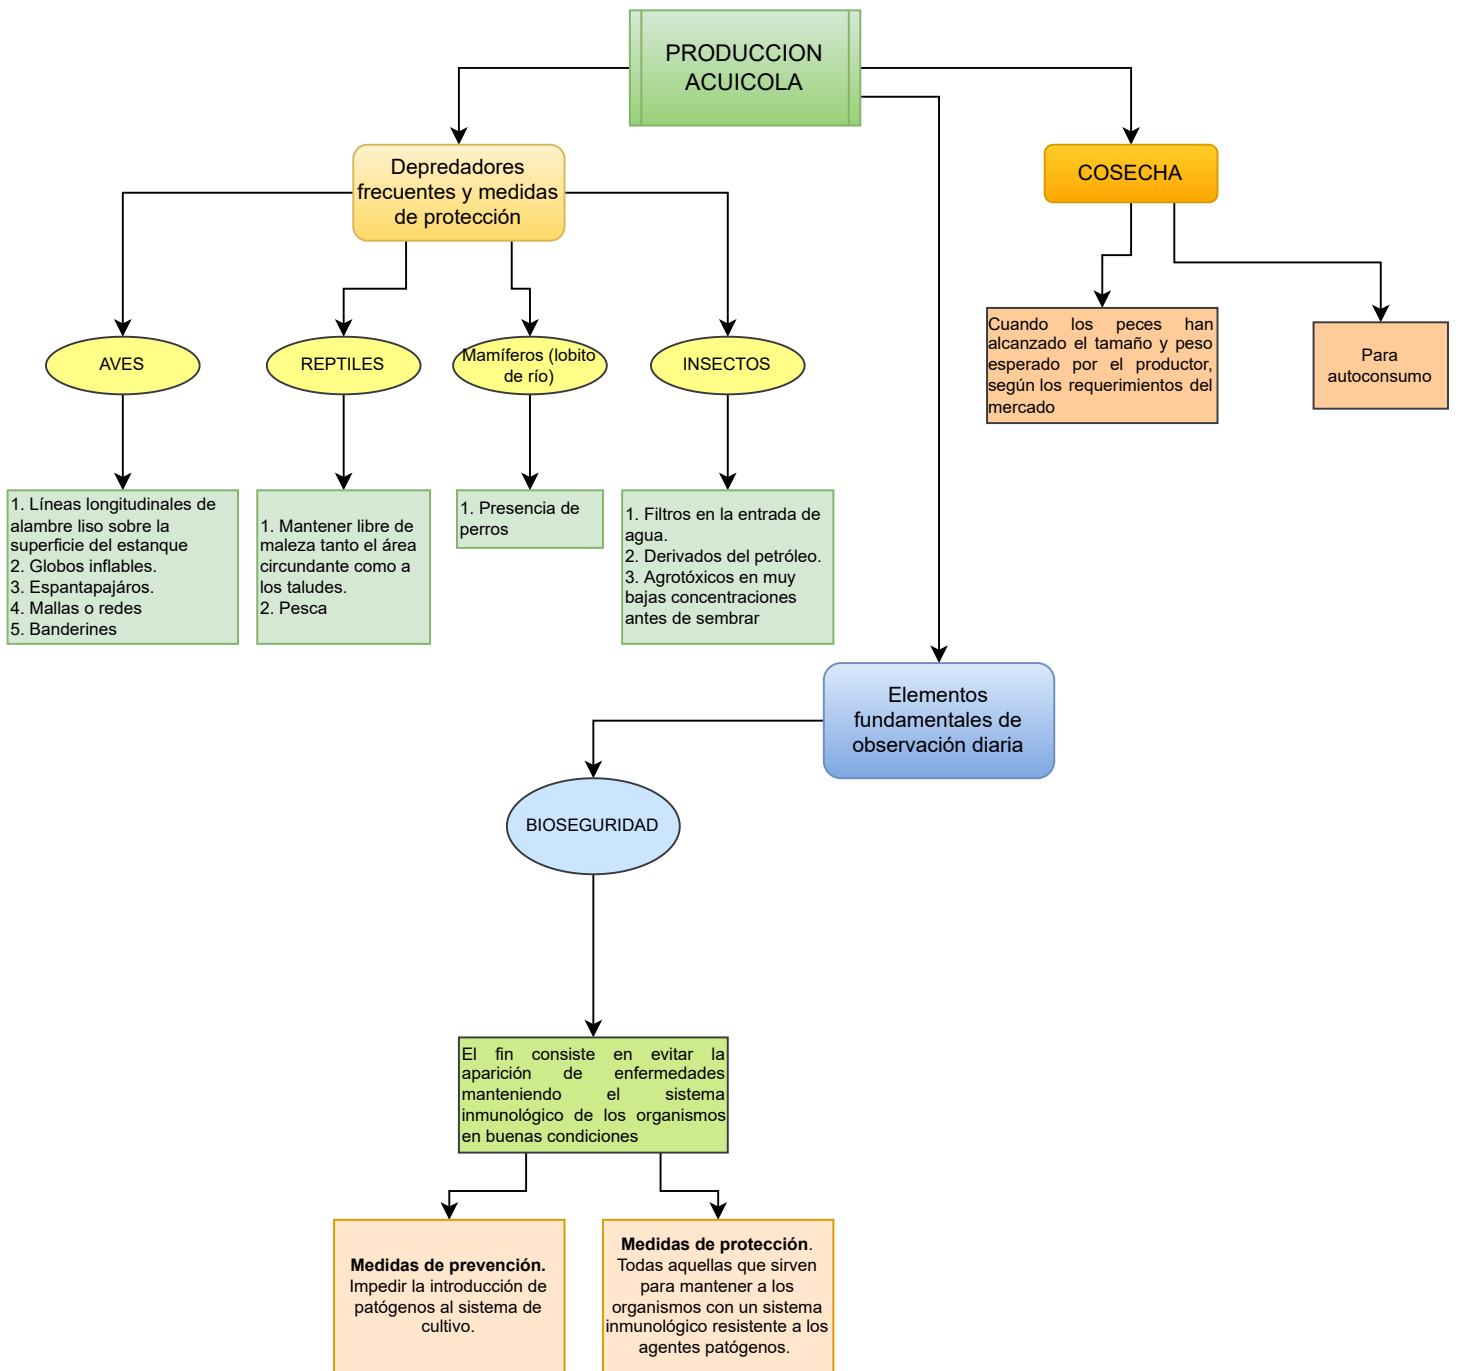 PRODUCCION
ACUICOLA
Depredadores
frecuentes y medidas
de protección
COSECHA
AVES
REPTILES
Mamíferos (lobito
de río)
INSECTOS
Cuando los peces han
alcanzado el tamaño y peso
esperado por el productor,
según los requerimientos del
mercado
Para
autoconsumo
1. Líneas longitudinales de
alambre liso sobre la
superficie del estanque
2. Globos inflables.
3. Espantapajáros.
4. Mallas o redes
5. Banderines
1. Mantener libre de
maleza tanto el área
circundante como a
los taludes.
2. Pesca
1. Presencia de
perros
1. Filtros en la entrada de
agua.
2. Derivados del petróleo.
3. Agrotóxicos en muy
bajas concentraciones
antes de sembrar
Elementos
fundamentales de
observación diaria
BIOSEGURIDAD
El fin consiste en evitar la
aparición de enfermedades
manteniendo el sistema
inmunológico de los organismos
en buenas condiciones
Medidas de prevención.
Impedir la introducción de
patógenos al sistema de
cultivo.
Medidas de protección.
Todas aquellas que sirven
para mantener a los
organismos con un sistema
inmunológico resistente a los
agentes patógenos.